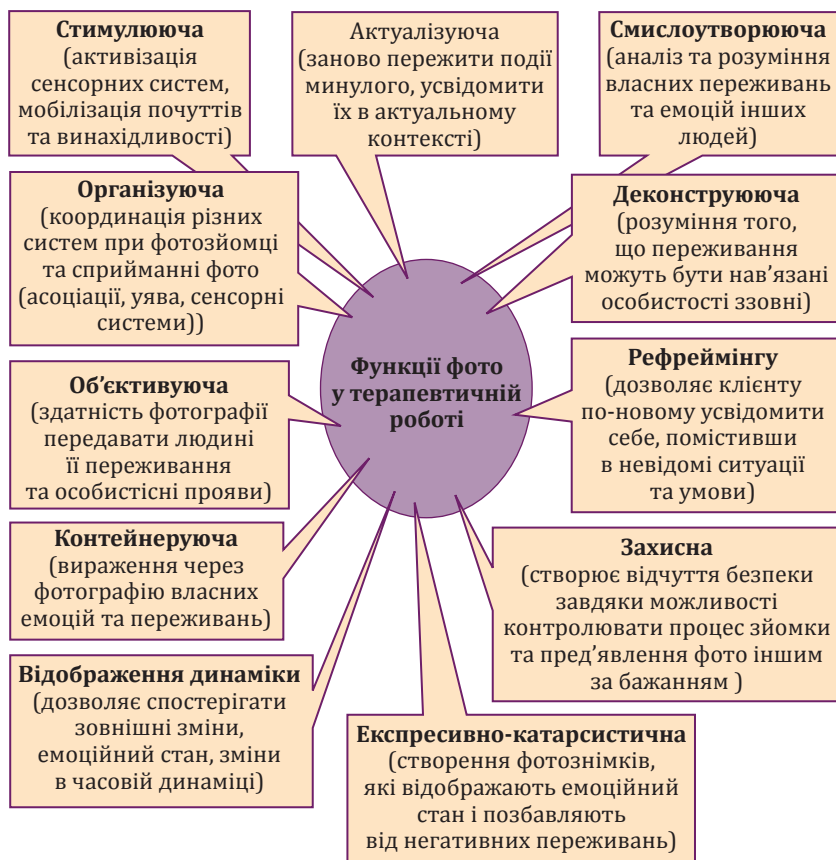 Стимулююча
(активізація
сенсорних систем,
мобілізація почуттів
та винахідливості)
Актуалізуюча
(заново пережити події
минулого, усвідомити
їх в актуальному
контексті)
Смислоутворююча
(аналіз та розуміння
власних переживань
та емоцій інших
людей)
Організуюча
(координація різних
систем при фотозйомці
та сприйманні фото
(асоціації, уява, сенсорні
системи))
Деконструююча
(розуміння того,
що переживання
можуть бути нав’язані
особистості ззовні)
Функції фото
у терапевтичній
роботі
Об’єктивуюча
(здатність фотографії
передавати людині
її переживання
та особистісні прояви)
Рефреймінгу
(дозволяє клієнту
по-новому усвідомити
себе, помістивши
в невідомі ситуації
та умови)
Контейнеруюча
(вираження через
фотографію власних
емоцій та переживань)
Захисна
(створює відчуття безпеки
завдяки можливості
контролювати процес зйомки
та пред’явлення фото іншим
за бажанням )
Відображення динаміки
(дозволяє спостерігати
зовнішні зміни,
емоційний стан, зміни
в часовій динаміці)
Експресивно-катарсистична
(створення фотознімків,
які відображають емоційний
стан і позбавляють
від негативних переживань)